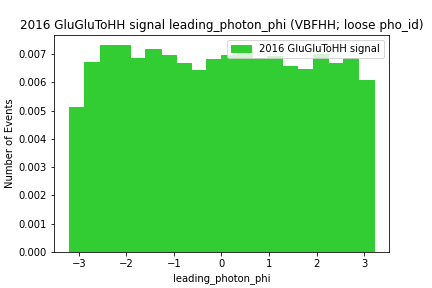 2016 GluGluToHH signal leading_photon_phi (VBFHH; loose pho_id)
2016 GluGluToHH signal
Number of Events
0.007
0.006
0.005
0.004
0.003
0.002
0.001
0.000
−3 −2 −1 0 1 2 3
leading_photon_phi